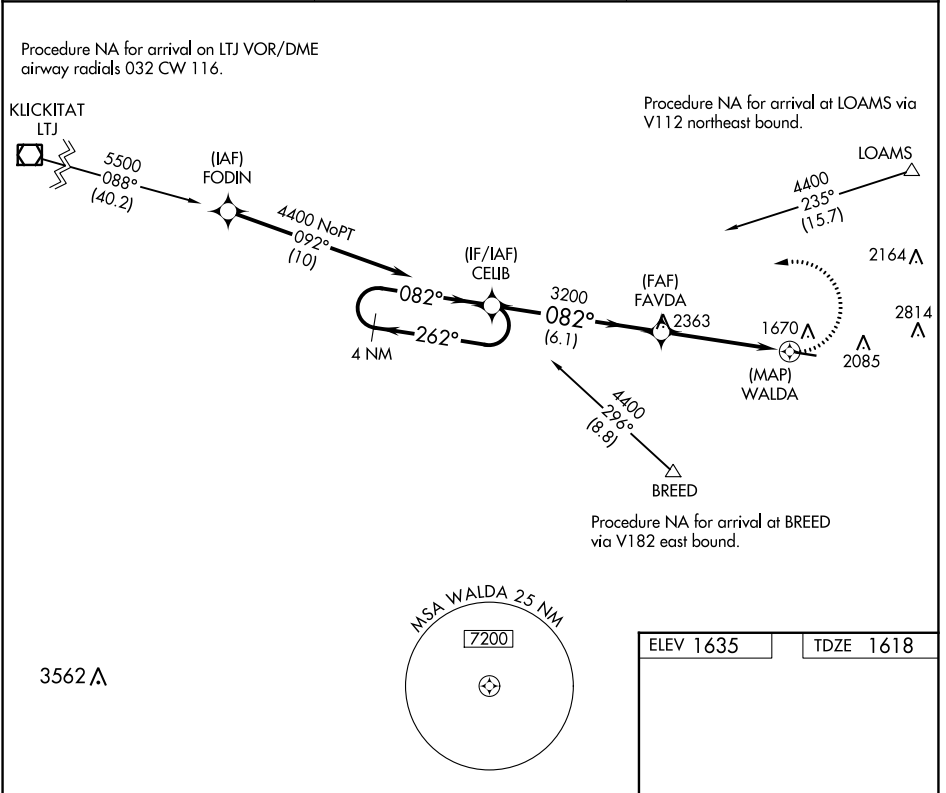 Procedure NA for arrival on LTJ VOR/DME
airway radials 032 CW 116.
KLICKITAT
LTJ
5500
088°
(40.2)
(IAF)
FODIN
4400 NoPT
092°
(10)
Procedure NA for arrival at LOAMS via
V112 northeast bound.
LOAMS
4400
235°
(15.7)
(IF/IAF)
CELIB
082°
262°
4 NM
3200
082°
(6.1)
(FAF)
FAVDA
2363
2164
2814
1670
2085
(MAP)
WALDA
4400
296°
(8.8)
BREED
Procedure NA for arrival at BREED
via V182 east bound.
MSA WALDA 25 NM
7200
3562
ELEV 1635
TDZE 1618